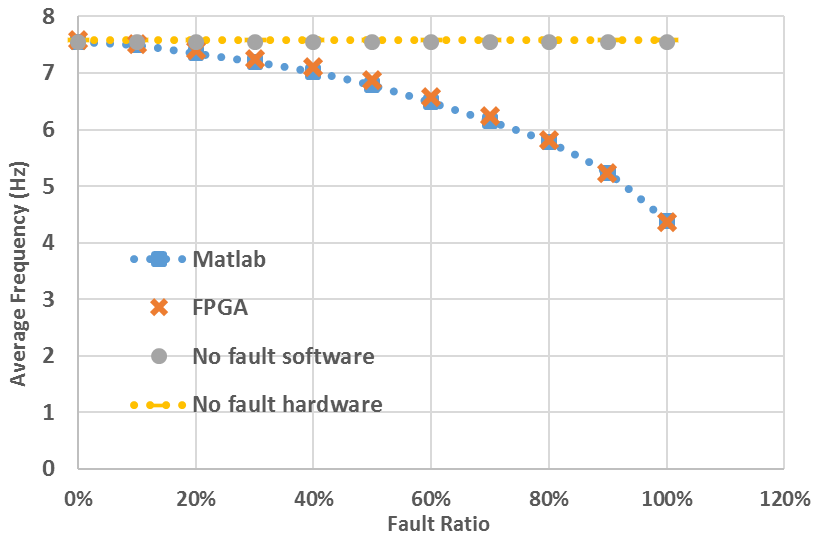 8
7
6
5
4
3
2
1
0
Average Frequency (Hz)
Matlab
FPGA
No fault software
No fault hardware
0% 20% 40% 60% 80% 100% 120%
Fault Ratio